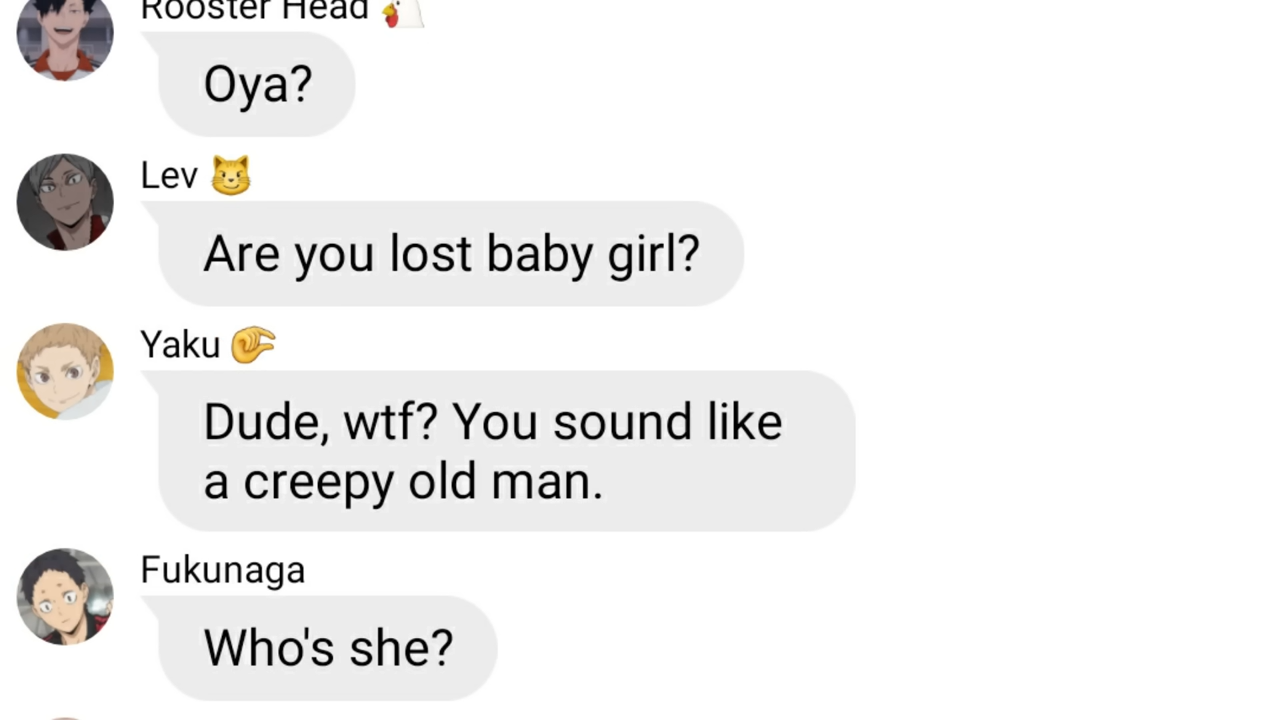 Rooster Head 🐔
Oya?
Lev 😼
Are you lost baby girl?
Yaku 🤏
Dude, wtf? You sound like
a creepy old man.
Fukunaga
Who's she?